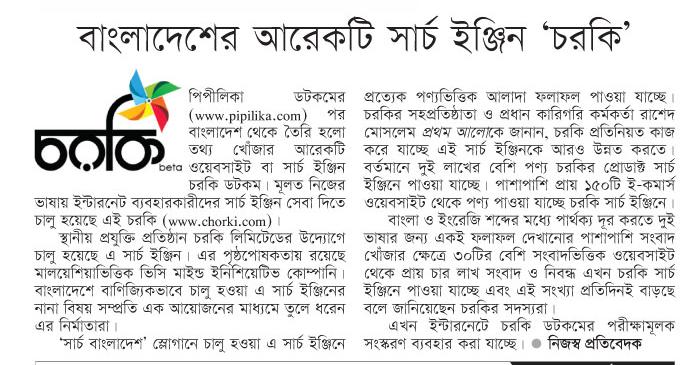 বাংলাদেশের আরেকটি সার্চ ইঞ্জিন ‘চরকি’
চরকি
beta
পিপীলিকা ডটকমের
(www.pipilika.com) পর
বাংলাদেশ থেকে তৈরি হলো
তথ্য খোঁজার আরেকটি
ওয়েবসাইট বা সার্চ ইঞ্জিন
চরকি ডটকম। মূলত নিজের
ভাষায় ইন্টারনেট ব্যবহারকারীদের সার্চ ইঞ্জিন সেবা দিতে
চালু হয়েছে এই চরকি (www.chorki.com)।
স্থানীয় প্রযুক্তি প্রতিষ্ঠান চরকি লিমিটেডের উদ্যোগে
চালু হয়েছে এ সার্চ ইঞ্জিন। এর পৃষ্ঠপোষকতায় রয়েছে
মালয়েশিয়াভিত্তিক ভিসি মাইন্ড ইনিশিয়েটিভ কোম্পানি।
বাংলাদেশে বাণিজ্যিকভাবে চালু হওয়া এ সার্চ ইঞ্জিনের
নানা বিষয় সম্প্রতি এক আয়োজনের মাধ্যমে তুলে ধরেন
এর নির্মাতারা।
‘সার্চ বাংলাদেশ’ স্লোগানে চালু হওয়া এ সার্চ ইঞ্জিনে
প্রত্যেক পণ্যভিত্তিক আলাদা ফলাফল পাওয়া যাচ্ছে।
চরকির সহপ্রতিষ্ঠাতা ও প্রধান কারিগরি কর্মকর্তা রাশেদ
মোসলেম প্রথম আলোকে জানান, চরকি প্রতিনিয়ত কাজ
করে যাচ্ছে এই সার্চ ইঞ্জিনকে আরও উন্নত করতে।
বর্তমানে দুই লাখের বেশি পণ্য চরকির প্রোডাক্ট সার্চ
ইঞ্জিনে পাওয়া যাচ্ছে। পাশাপাশি প্রায় ১৫০টি ই-কমার্স
ওয়েবসাইট থেকে পণ্য পাওয়া যাচ্ছে চরকি সার্চ ইঞ্জিনে।
বাংলা ও ইংরেজি শব্দের মধ্যে পার্থক্য দূর করতে দুই
ভাষার জন্য একই ফলাফল দেখানোর পাশাপাশি সংবাদ
খোঁজার ক্ষেত্রে ৩০টির বেশি সংবাদভিত্তিক ওয়েবসাইট
থেকে প্রায় চার লাখ সংবাদ ও নিবন্ধ এখন চরকি সার্চ
ইঞ্জিনে পাওয়া যাচ্ছে এবং এই সংখ্যা প্রতিদিনই বাড়ছে
বলে জানিয়েছেন চরকির সদস্যরা।
এখন ইন্টারনেটে চরকি ডটকমের পরীক্ষামূলক
সংস্করণ ব্যবহার করা যাচ্ছে। ● নিজস্ব প্রতিবেদক